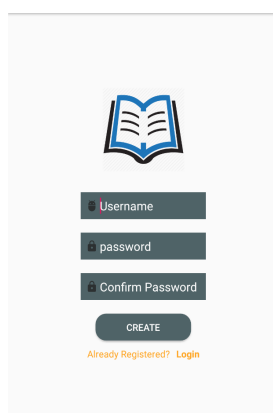 Username
password
Confirm Password
CREATE
Already Registered? Login